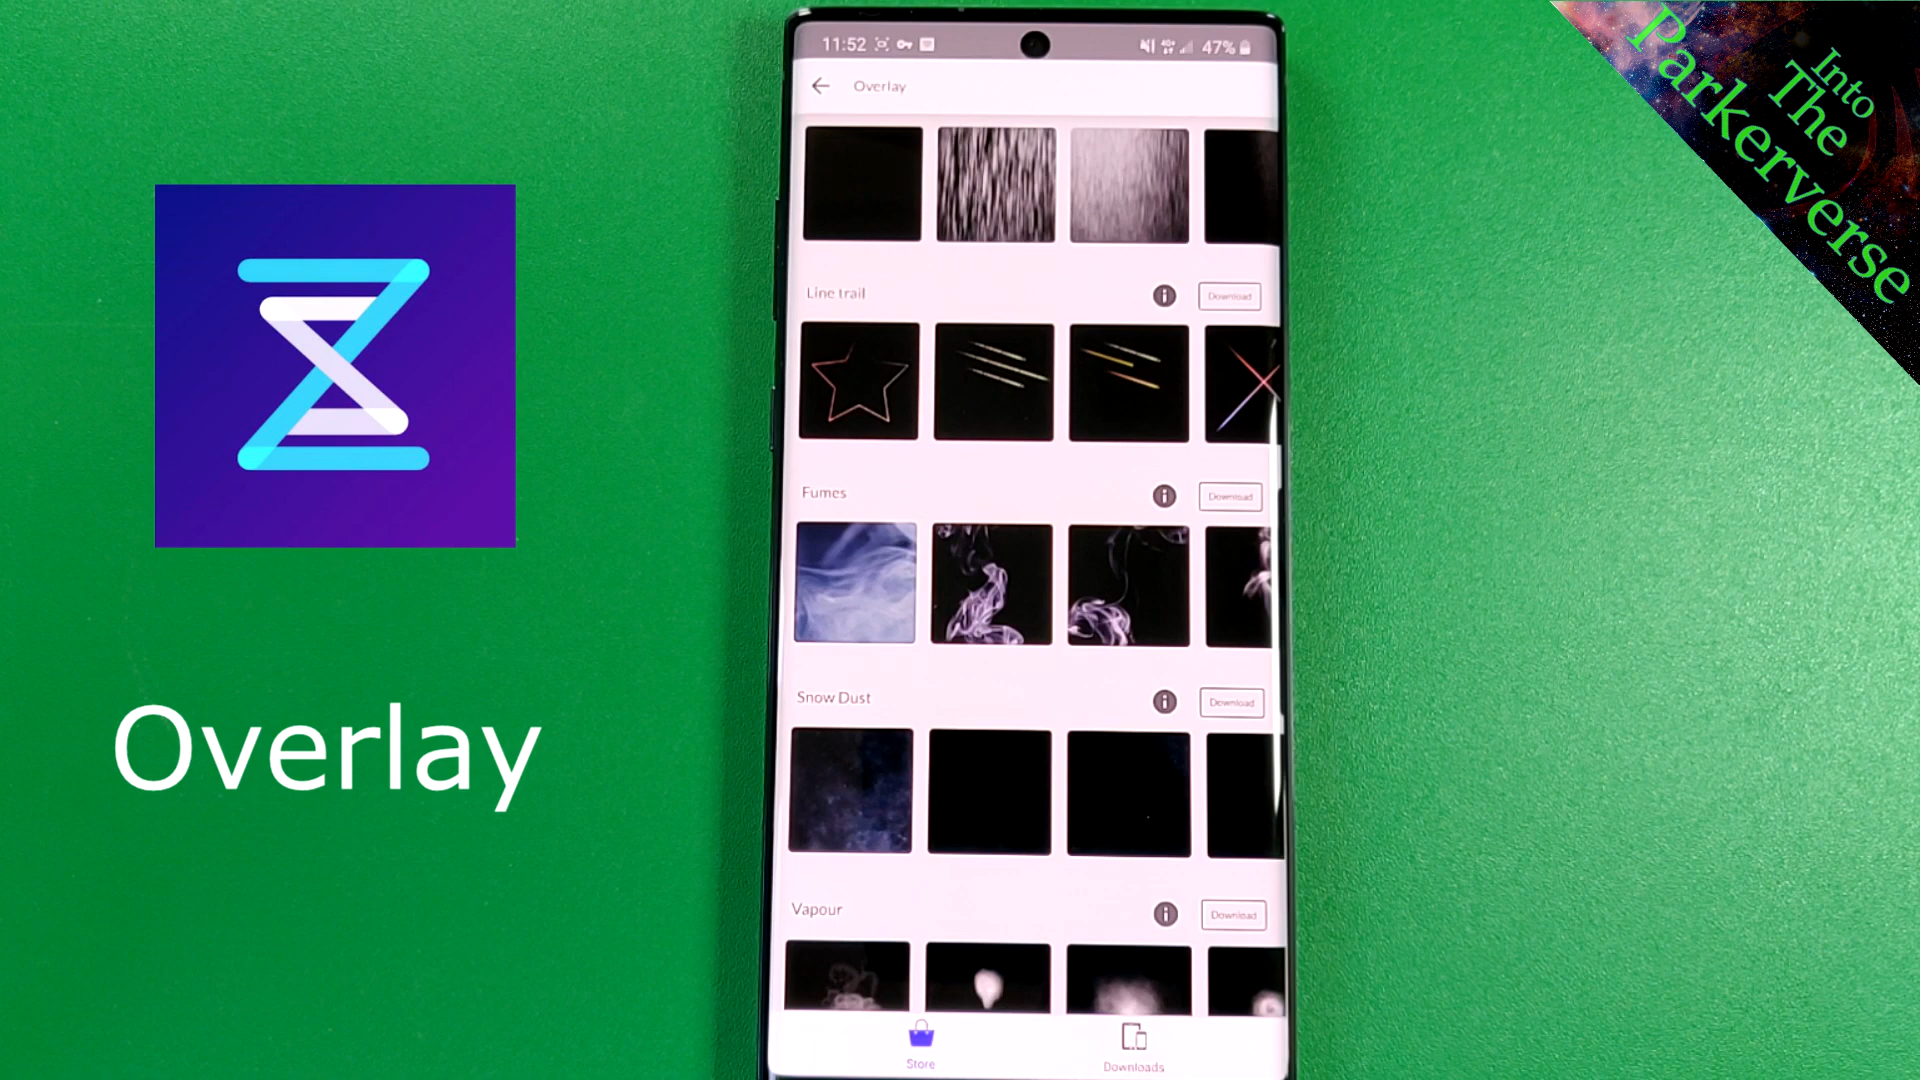 11:52
47%
Overlay
Line trail
Download
Fumes
Download
Snow Dust
Download
Vapour
Download
Store
Downloads
Overlay
Into
The
Parkerverse